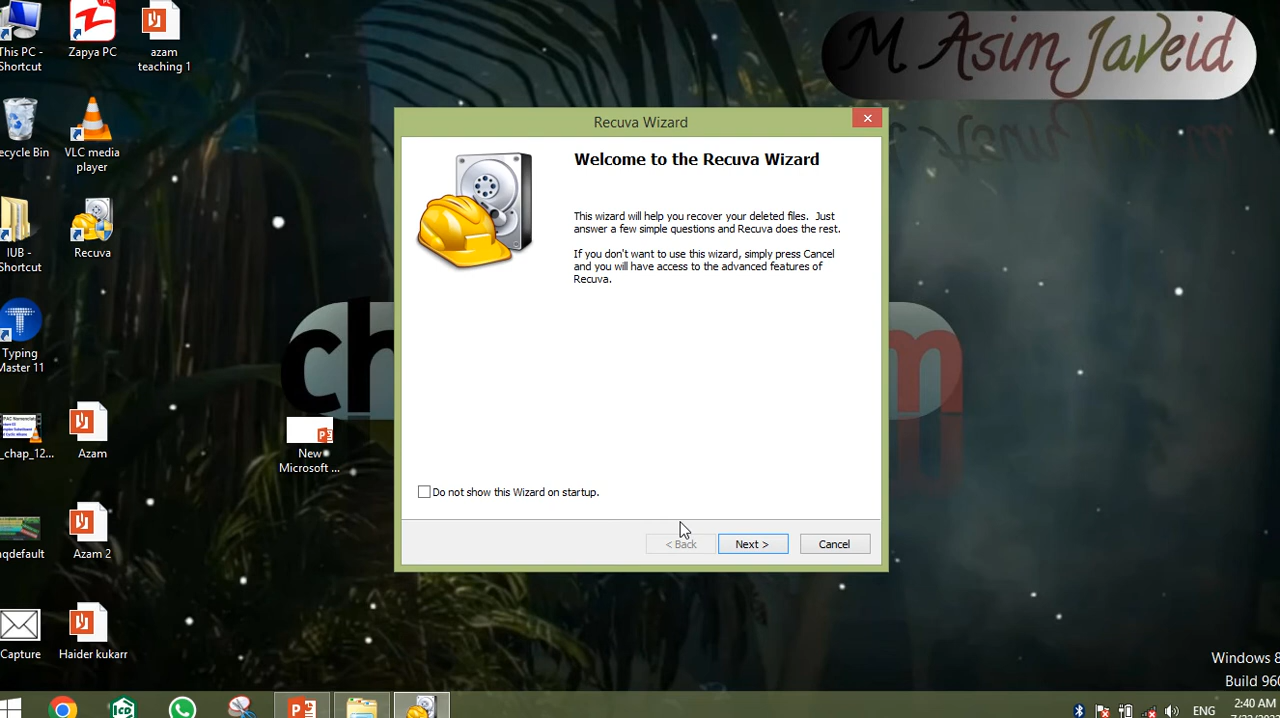 This PC -
Shortcut
Zapya PC
azam
teaching 1
M Asim Javeid
ecycle Bin
VLC media
player
IUB -
Shortcut
Recuva
Typing
Master 11
_chap_12...
Azam
New
Microsoft ...
qdefault
Azam 2
Capture
Haider kukarr
Recuva Wizard
Welcome to the Recuva Wizard
This wizard will help you recover your deleted files. Just
answer a few simple questions and Recuva does the rest.
If you don't want to use this wizard, simply press Cancel
and you will have access to the advanced features of
Recuva.
Do not show this Wizard on startup.
< Back
Next >
Cancel
ch
m
Windows 8
Build 960
ENG
2:40 AM